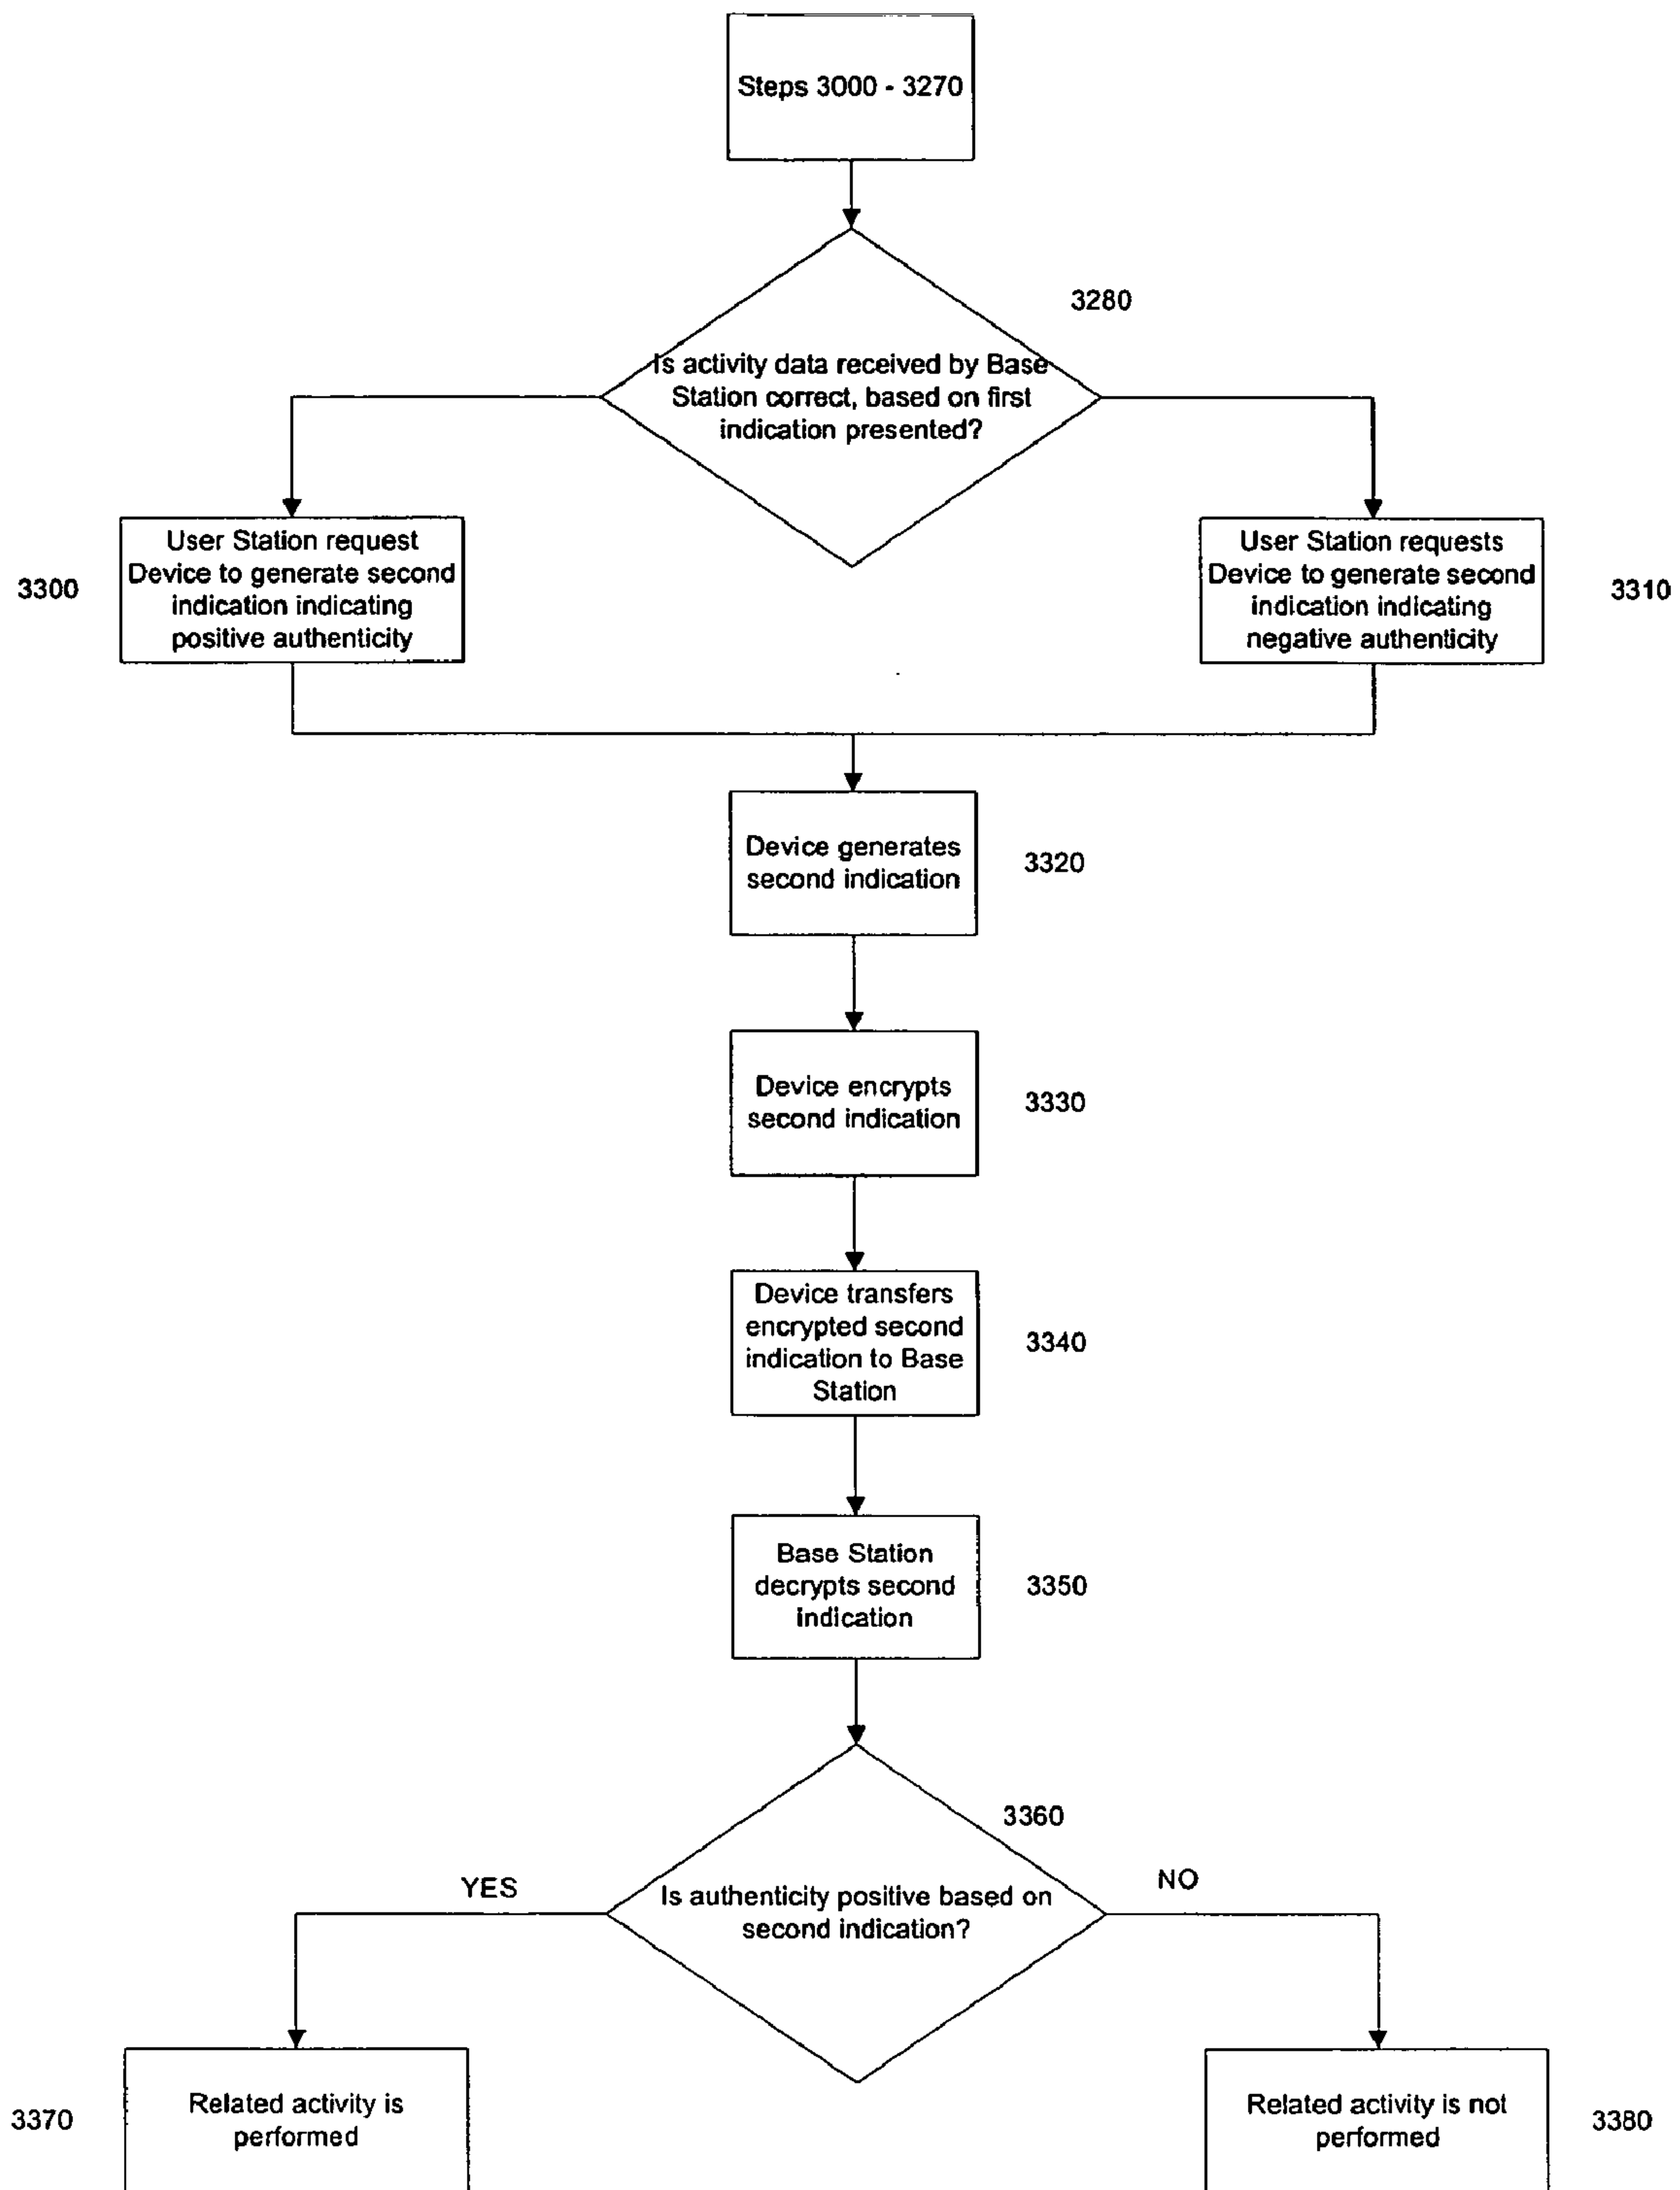 Steps 3000 - 3270
3280
Is activity data received by Base
Station correct, based on first
indication presented?
3300
User Station request
Device to generate second
indication indicating
positive authenticity
User Station requests
Device to generate second
indication indicating
negative authenticity
3310
Device generates
second indication
3320
Device encrypts
second indication
3330
Device transfers
encrypted second
indication to Base
Station
3340
Base Station
decrypts second
indication
3350
3360
YES
NO
Is authenticity positive based on
second indication?
3370
Related activity is
performed
Related activity is not
performed
3380